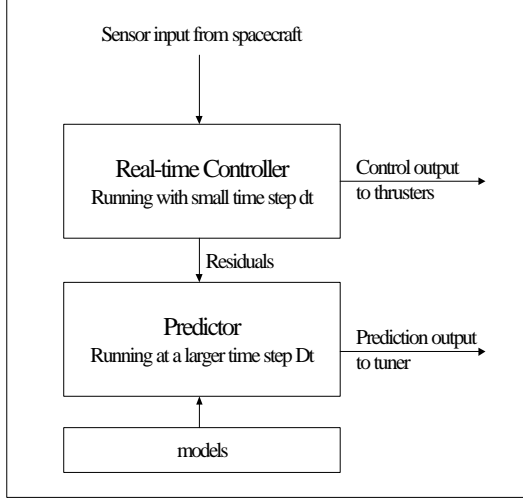 Sensor input from spacecraft
Real-time Controller
Running with small time step dt
Control output
to thrusters
Residuals
Predictor
Running at a larger time step Dt
Prediction output
to tuner
models